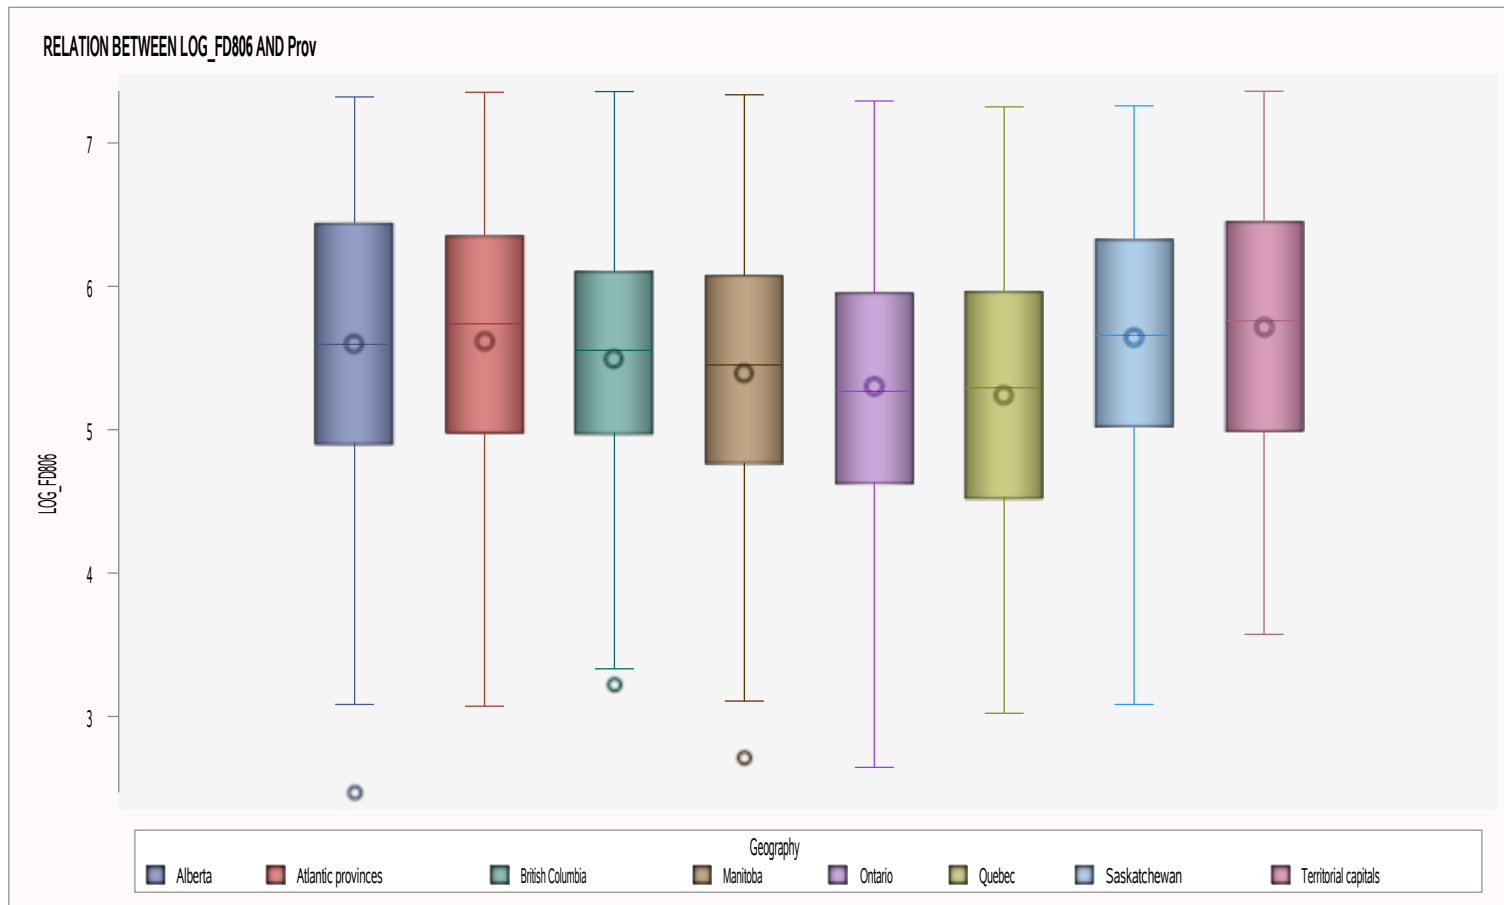 RELATION BETWEEN LOG_FD806 AND Prov
7
6
5
4
3
LOG_FD806
Geography
Alberta Atlantic provinces British Columbia Manitoba Ontario Quebec Saskatchewan Territorial capitals